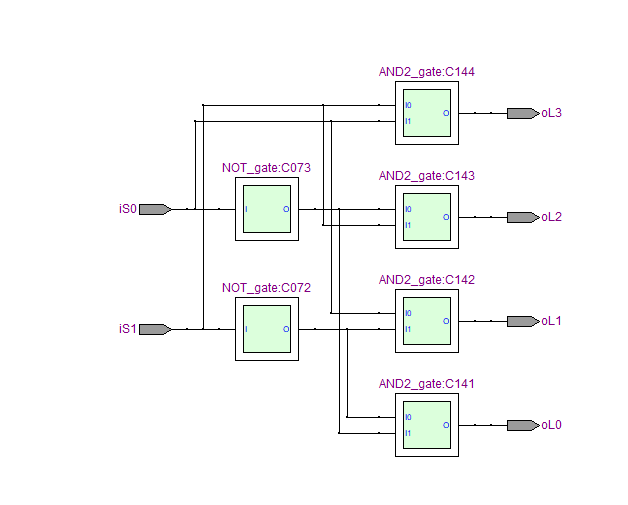 AND2_gate:C144
I0
I1
O
oL3
NOT_gate:C073
AND2_gate:C143
iS0
I
O
I0
I1
O
oL2
NOT_gate:C072
AND2_gate:C142
iS1
I
O
I0
I1
O
oL1
AND2_gate:C141
I0
I1
O
oL0